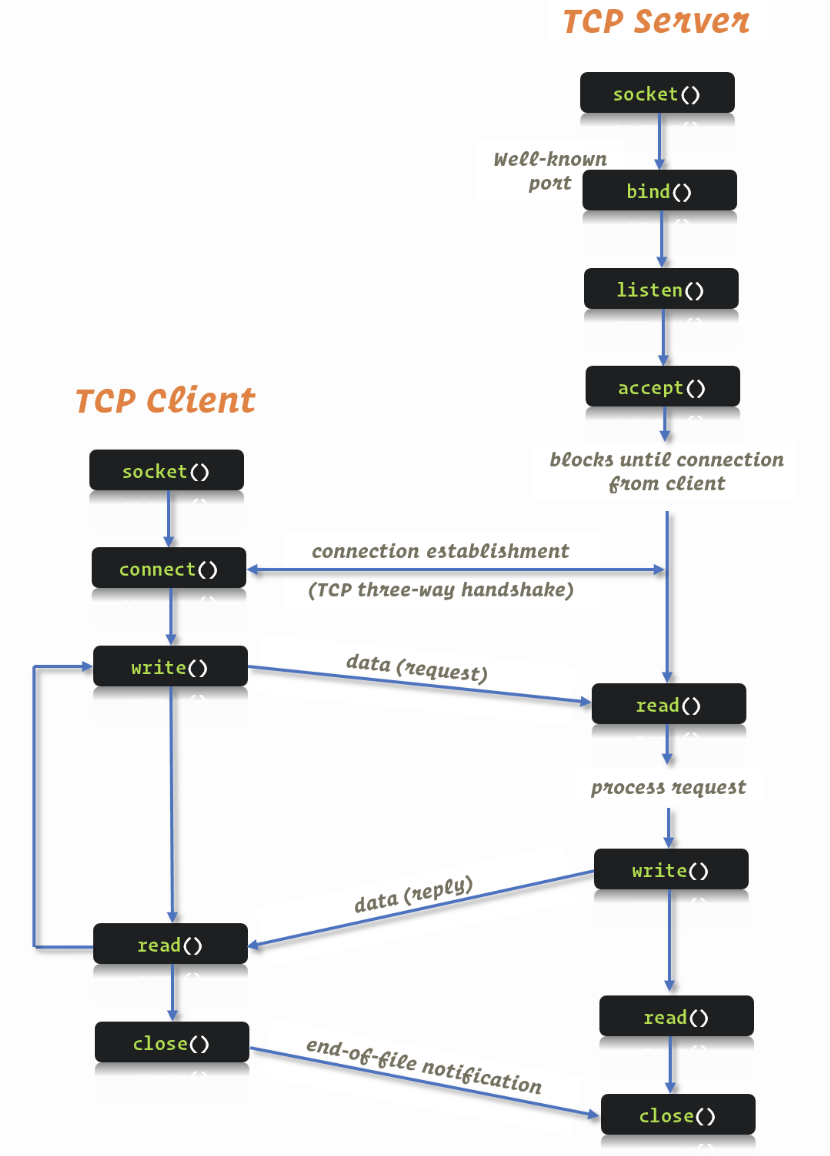 TCP Server
socket()
Well-known
port
bind()
listen()
accept()
blocks until connection
from client
TCP Client
socket()
connect()
connection establishment
(TCP three-way handshake)
write()
data (request)
read()
process request
write()
data (reply)
read()
read()
close()
end-of-file notification
close()